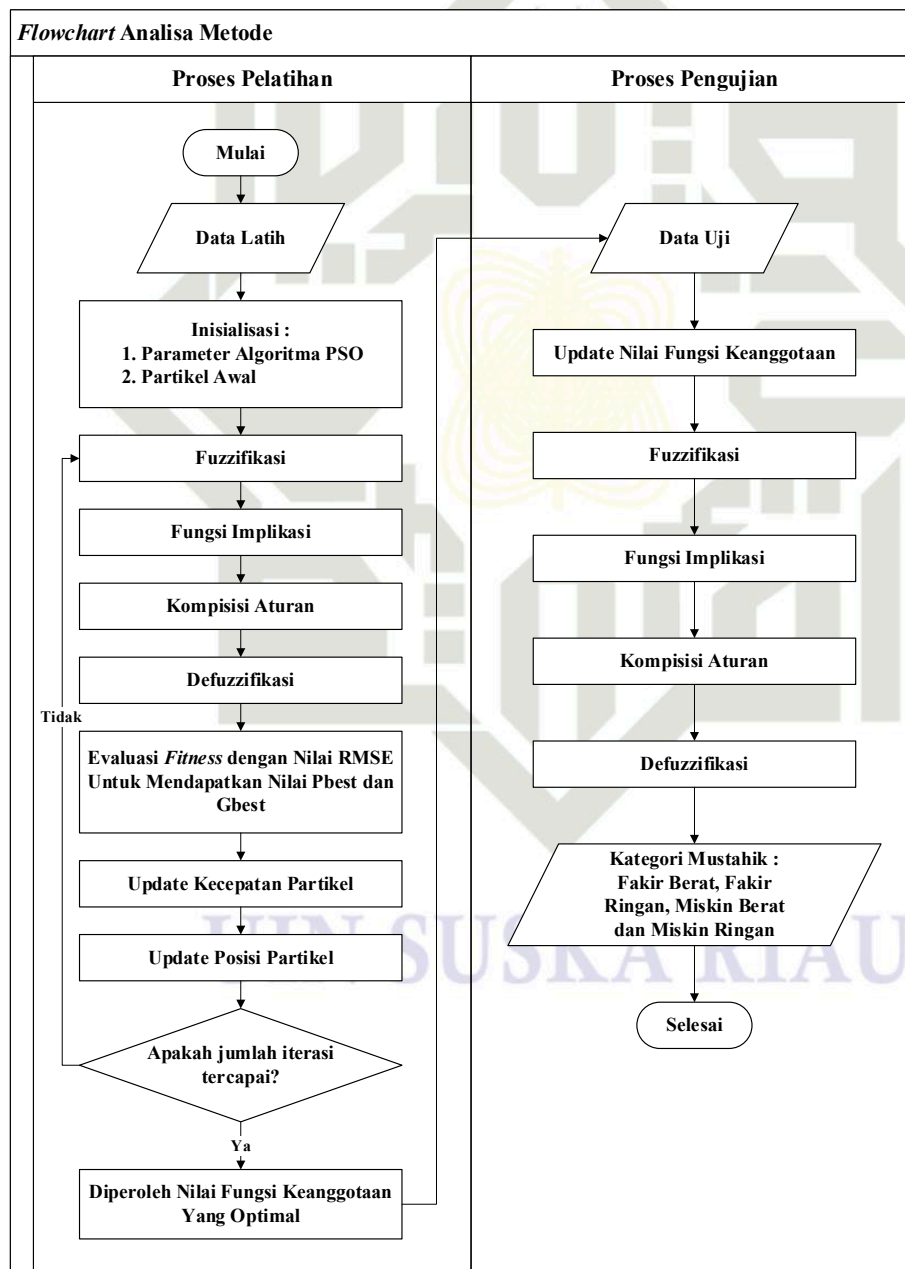 Flowchart Analisa Metode
Proses Pelatihan
Mulai
Data Latih
Inisialisasi :
1. Parameter Algoritma PSO
2. Partikel Awal
Fuzzifikasi
Fungsi Implikasi
Kompisisi Aturan
Defuzzifikasi
Tidak
Evaluasi Fitness dengan Nilai RMSE
Untuk Mendapatkan Nilai Pbest dan
Gbest
Update Kecepatan Partikel
Update Posisi Partikel
Apakah jumlah iterasi
tercapai?
Ya
Diperoleh Nilai Fungsi Keanggotaan
Yang Optimal
Proses Pengujian
Data Uji
Update Nilai Fungsi Keanggotaan
Fuzzifikasi
Fungsi Implikasi
Kompisisi Aturan
Defuzzifikasi
Kategori Mustahik :
Fakir Berat, Fakir
Ringan, Miskin Berat
dan Miskin Ringan
Selesai
UIN SUSKA RIAU